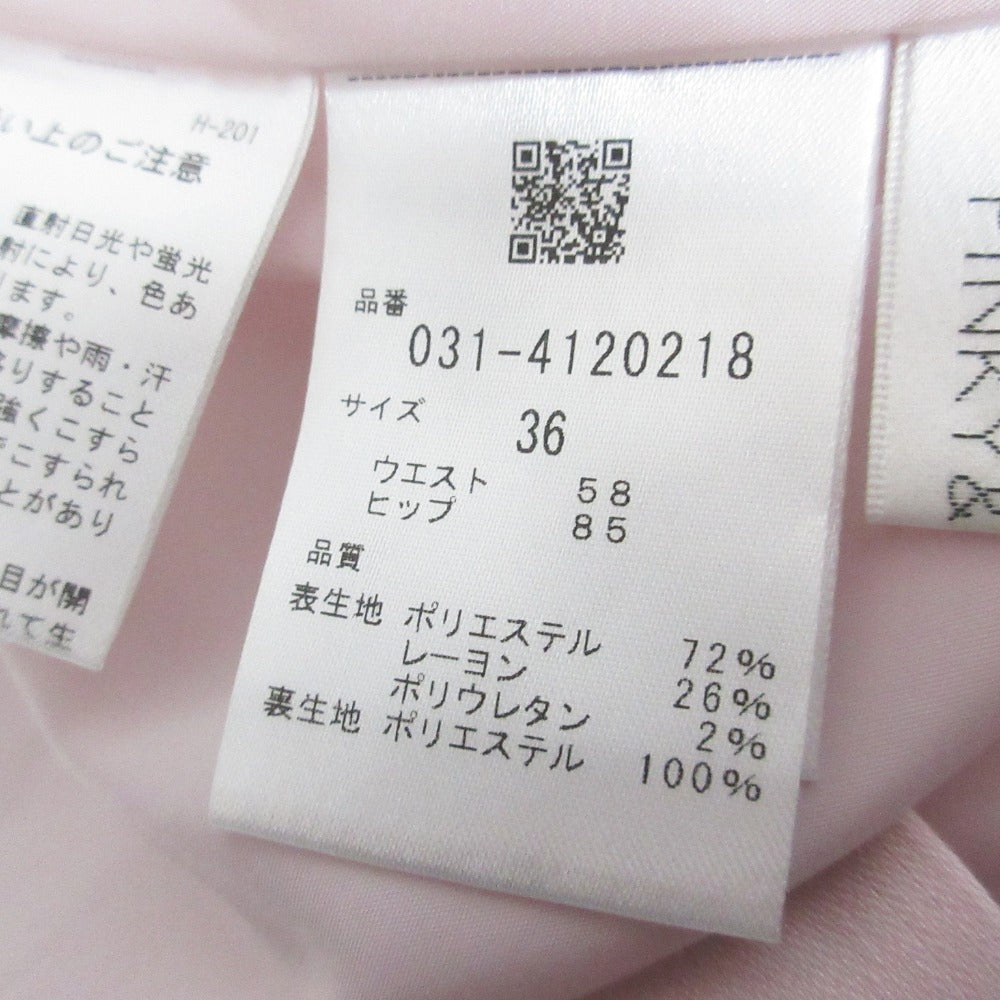 H-201
い上のご注意
直射日光や蛍光
射により、色あ
ります。
摩擦や雨・汗
移りすること
強くこすら
こすられ
とがあり
目が開
れて生
品番
031-4120218
サイズ 36
ウエスト 58
ヒップ 85
品質
表生地 ポリエステル 72%
レーヨン 26%
ポリウレタン 2%
裏生地 ポリエステル 100%
PINKY&